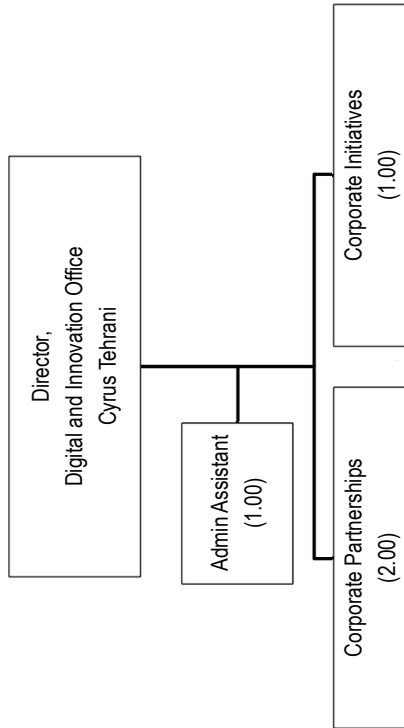 Director,
Digital and Innovation Office
Cyrus Tehrani
Admin Assistant
(1.00)
Corporate Partnerships
(2.00)
Corporate Initiatives
(1.00)